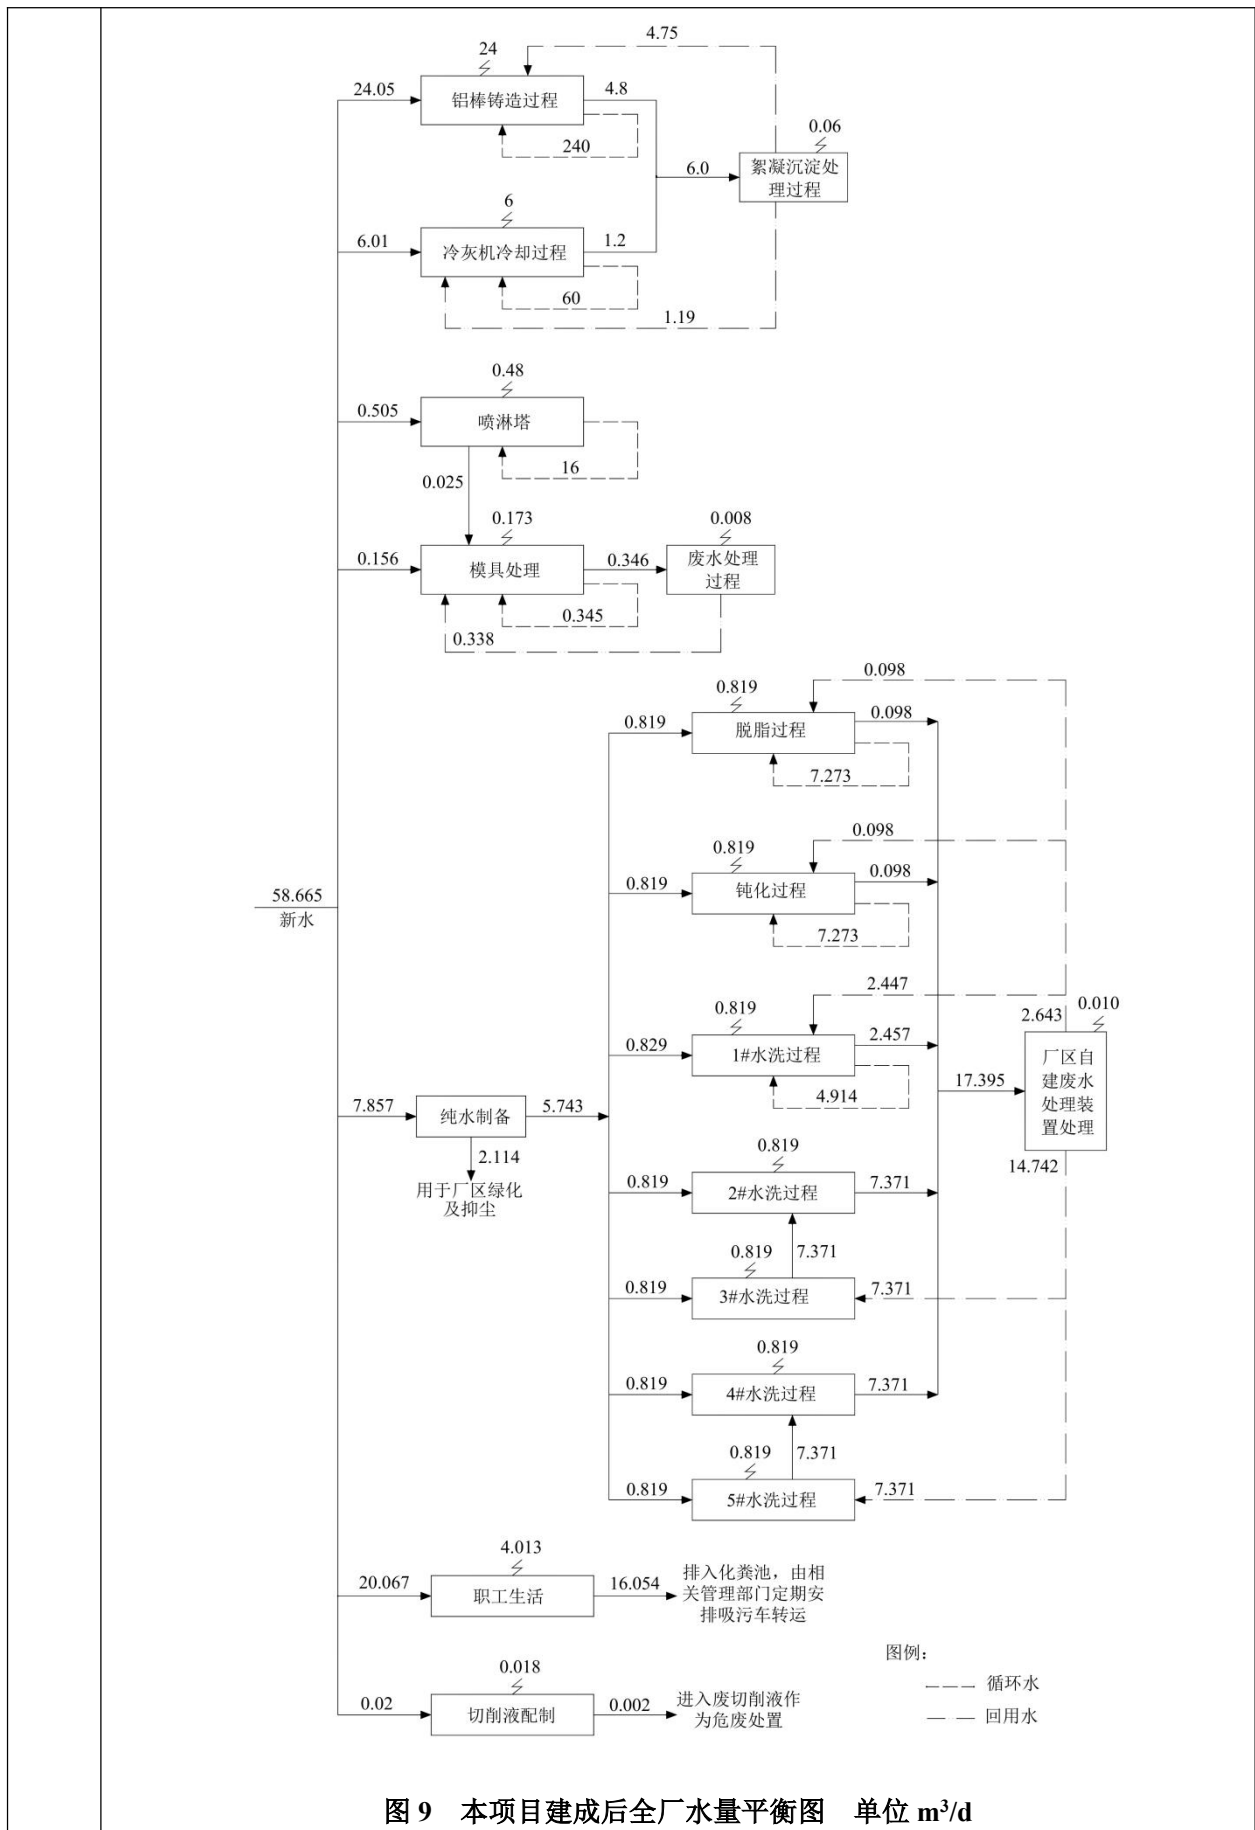 4.75
24
24.05
铝棒铸造过程
4.8
240
0.06
6.0
絮凝沉淀处
理过程
6
6.01
冷灰机冷却过程
1.2
60
1.19
0.48
0.505
喷淋塔
16
0.025
0.173
0.008
0.156
模具处理
0.346
废水处理
过程
0.345
0.338
0.098
0.819
0.819
脱脂过程
0.098
7.273
0.098
0.819
0.819
钝化过程
0.098
7.273
58.665
新水
2.447
0.819
0.829
1#水洗过程
2.457
4.914
2.643
0.010
17.395
厂区自
建废水
处理装
置处理
14.742
7.857
纯水制备
5.743
2.114
用于厂区绿化
及抑尘
0.819
0.819
2#水洗过程
7.371
7.371
0.819
0.819
3#水洗过程
7.371
0.819
0.819
4#水洗过程
7.371
7.371
0.819
0.819
5#水洗过程
7.371
4.013
20.067
职工生活
16.054
排入化粪池，由相
关管理部门定期安
排吸污车转运
0.018
0.02
切削液配制
0.002
进入废切削液作
为危废处置
图例：
循环水
回用水
图 9 本项目建成后全厂水量平衡图 单位 m³/d